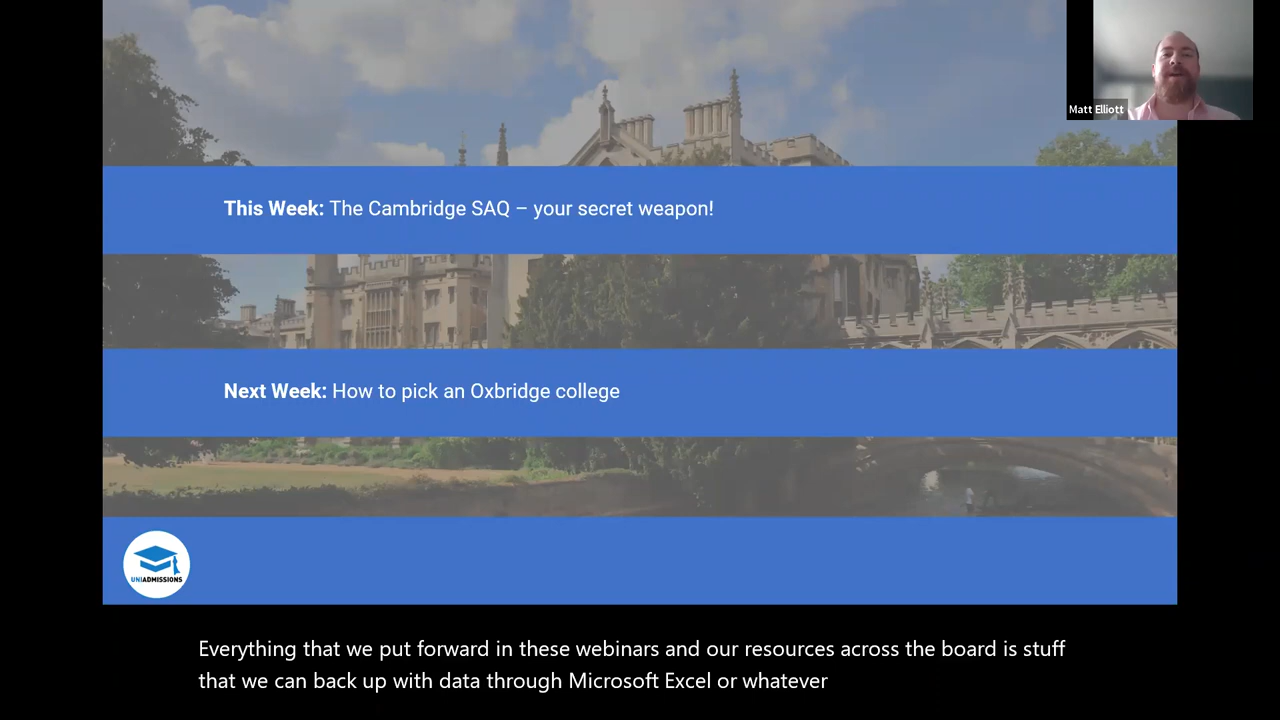 Matt Elliott
This Week: The Cambridge SAQ – your secret weapon!
Next Week: How to pick an Oxbridge college
UNIADMISSIONS
Everything that we put forward in these webinars and our resources across the board is stuff
that we can back up with data through Microsoft Excel or whatever